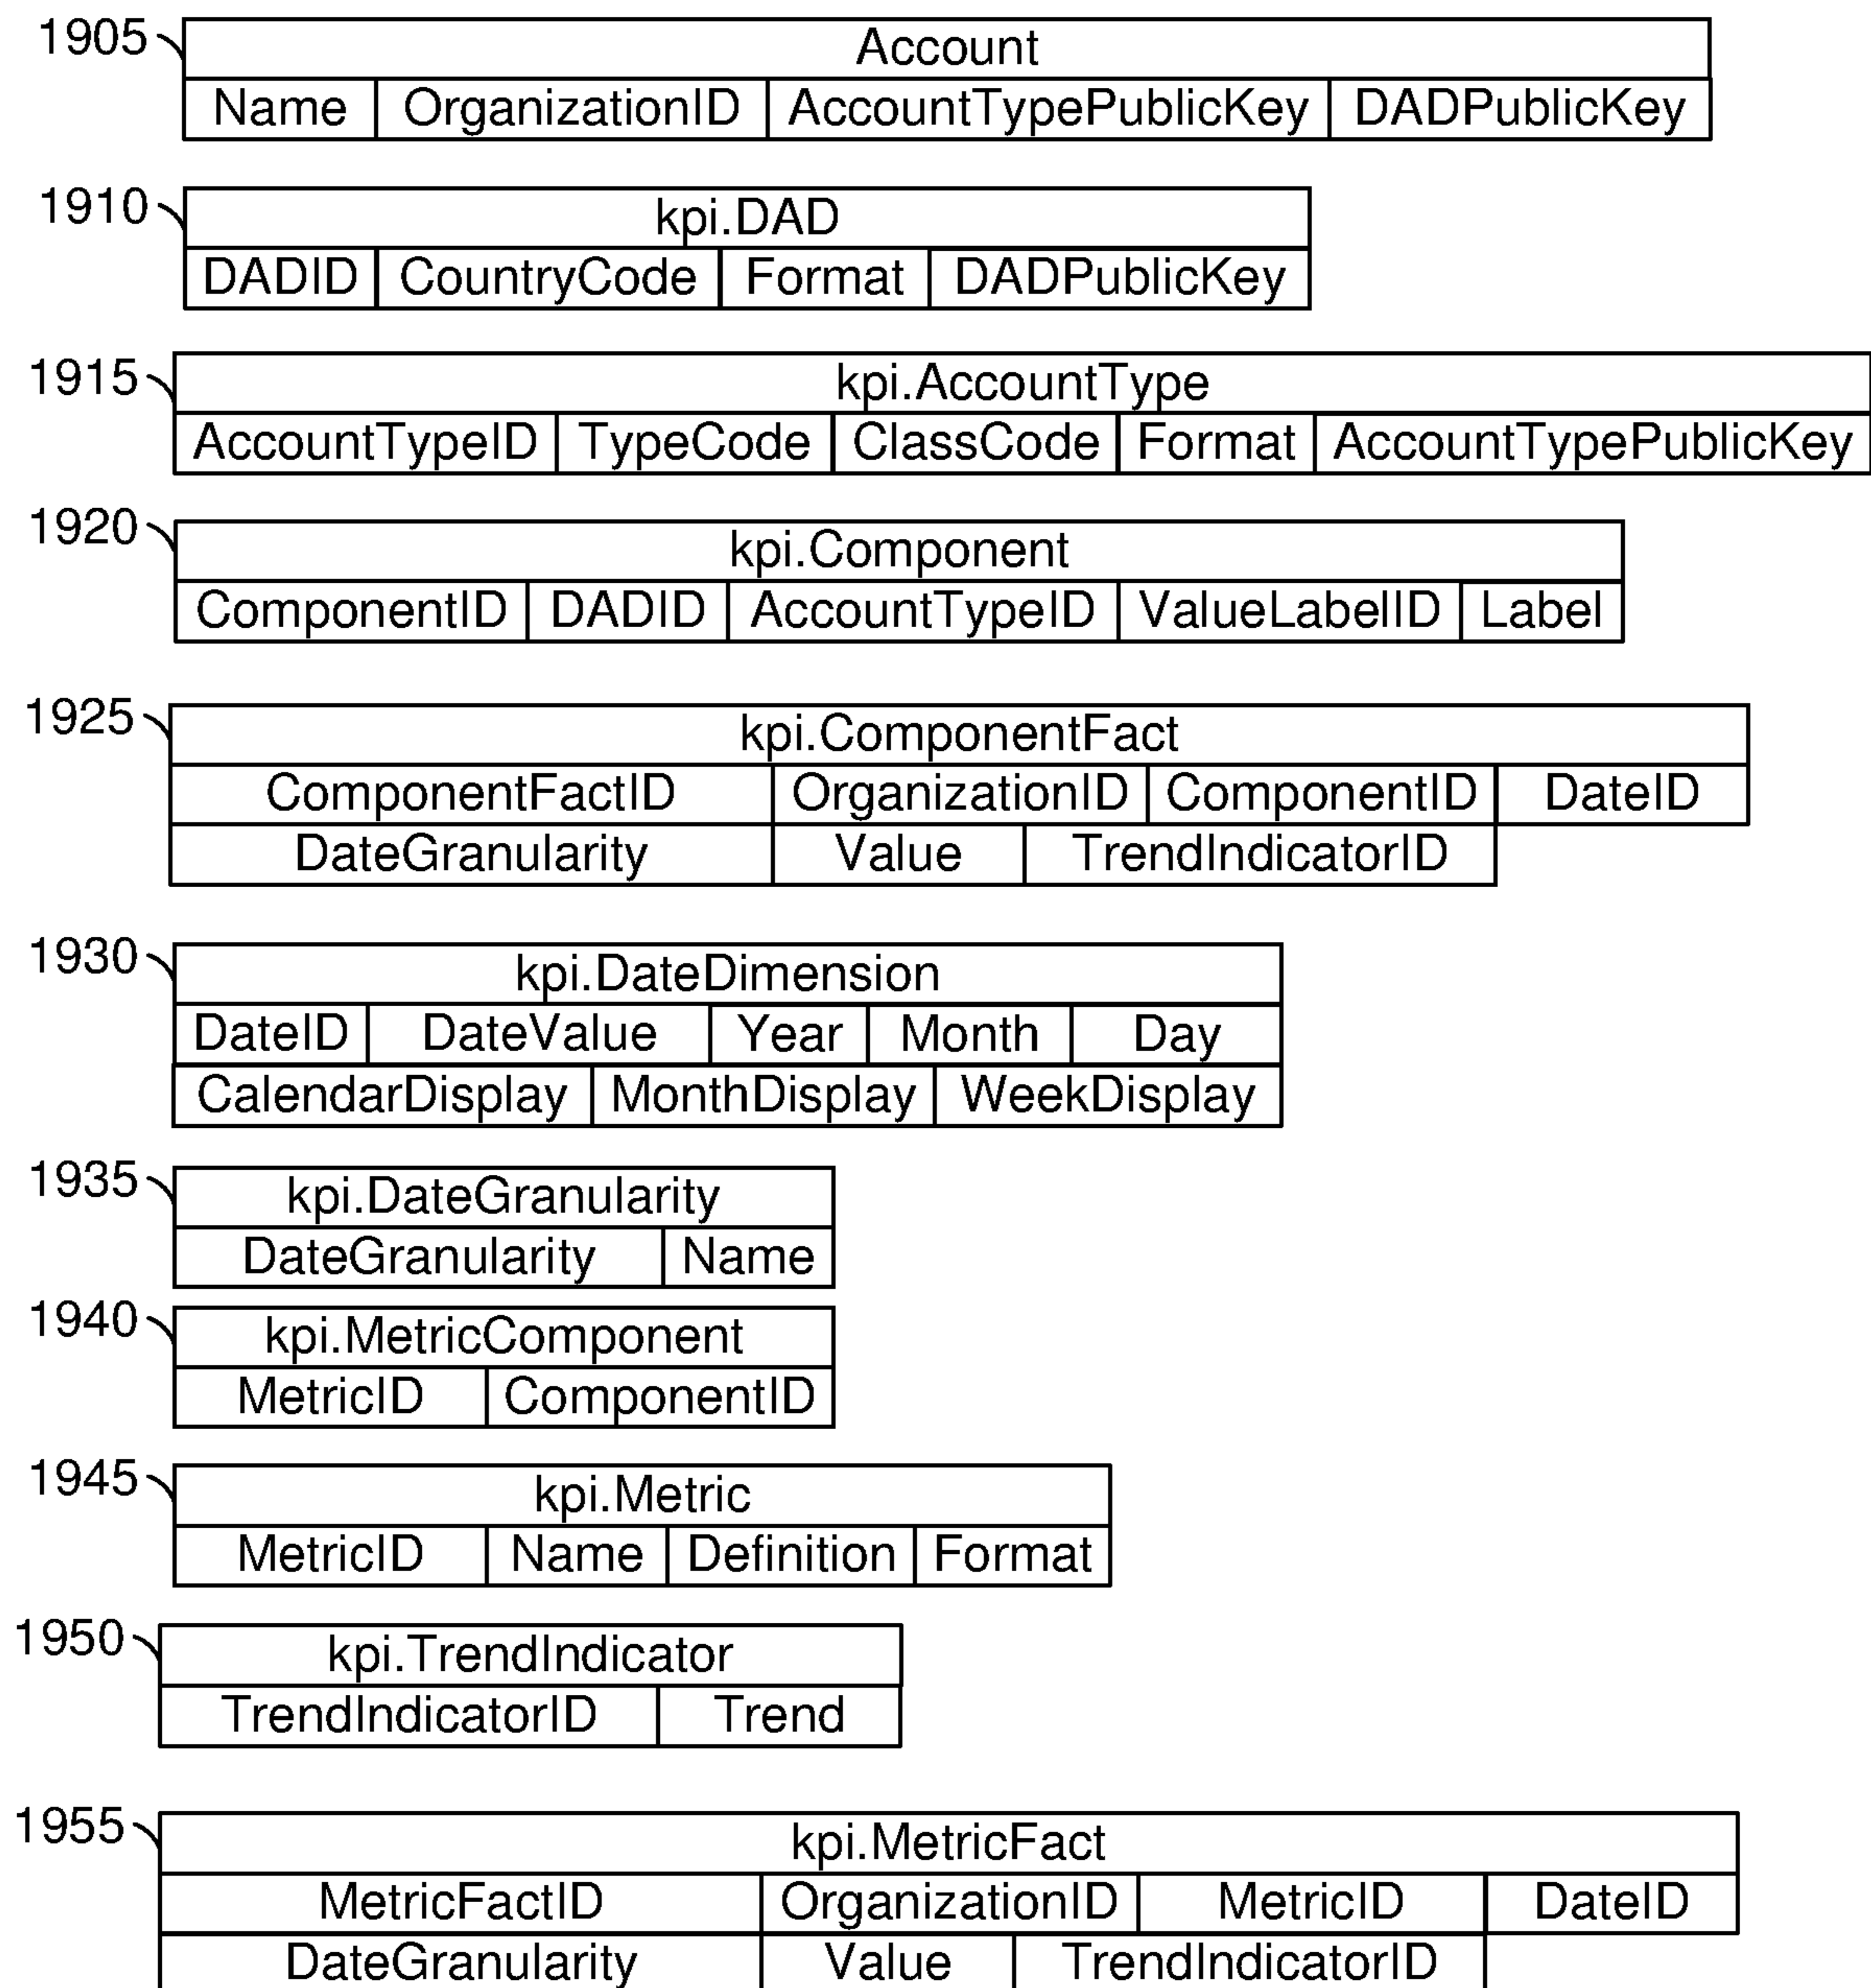 1905 Account
Name OrganizationID AccountTypePublicKey DADPublicKey
1910 kpi.DAD
DADID CountryCode Format DADPublicKey
1915 kpi.AccountType
AccountTypeID TypeCode ClassCode Format AccountTypePublicKey
1920 kpi.Component
ComponentID DADID AccountTypeID ValueLabelID Label
1925 kpi.ComponentFact
ComponentFactID OrganizationID ComponentID DateID
DateGranularity Value TrendIndicatorID
1930 kpi.DateDimension
DateID DateValue Year Month Day
CalendarDisplay MonthDisplay WeekDisplay
1935 kpi.DateGranularity
DateGranularity Name
1940 kpi.MetricComponent
MetricID ComponentID
1945 kpi.Metric
MetricID Name Definition Format
1950 kpi.TrendIndicator
TrendIndicatorID Trend
1955 kpi.MetricFact
MetricFactID OrganizationID MetricID DateID
DateGranularity Value TrendIndicatorID